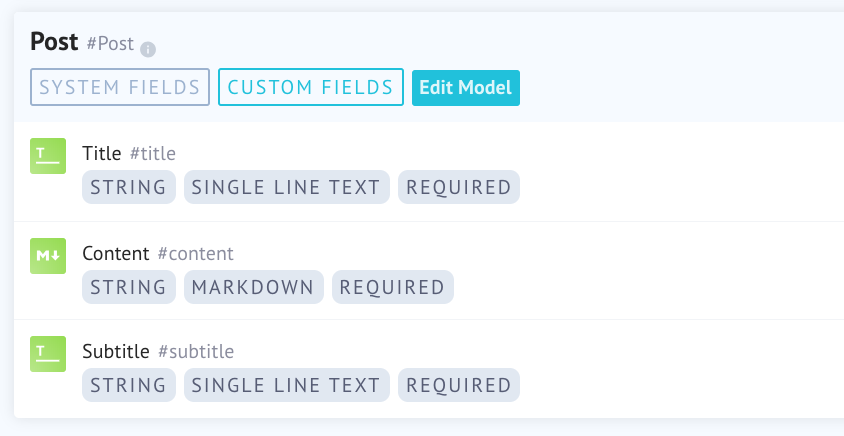 Post #Post
SYSTEM FIELDS CUSTOM FIELDS Edit Model
T
Title #title
STRING SINGLE LINE TEXT REQUIRED
M
Content #content
STRING MARKDOWN REQUIRED
T
Subtitle #subtitle
STRING SINGLE LINE TEXT REQUIRED